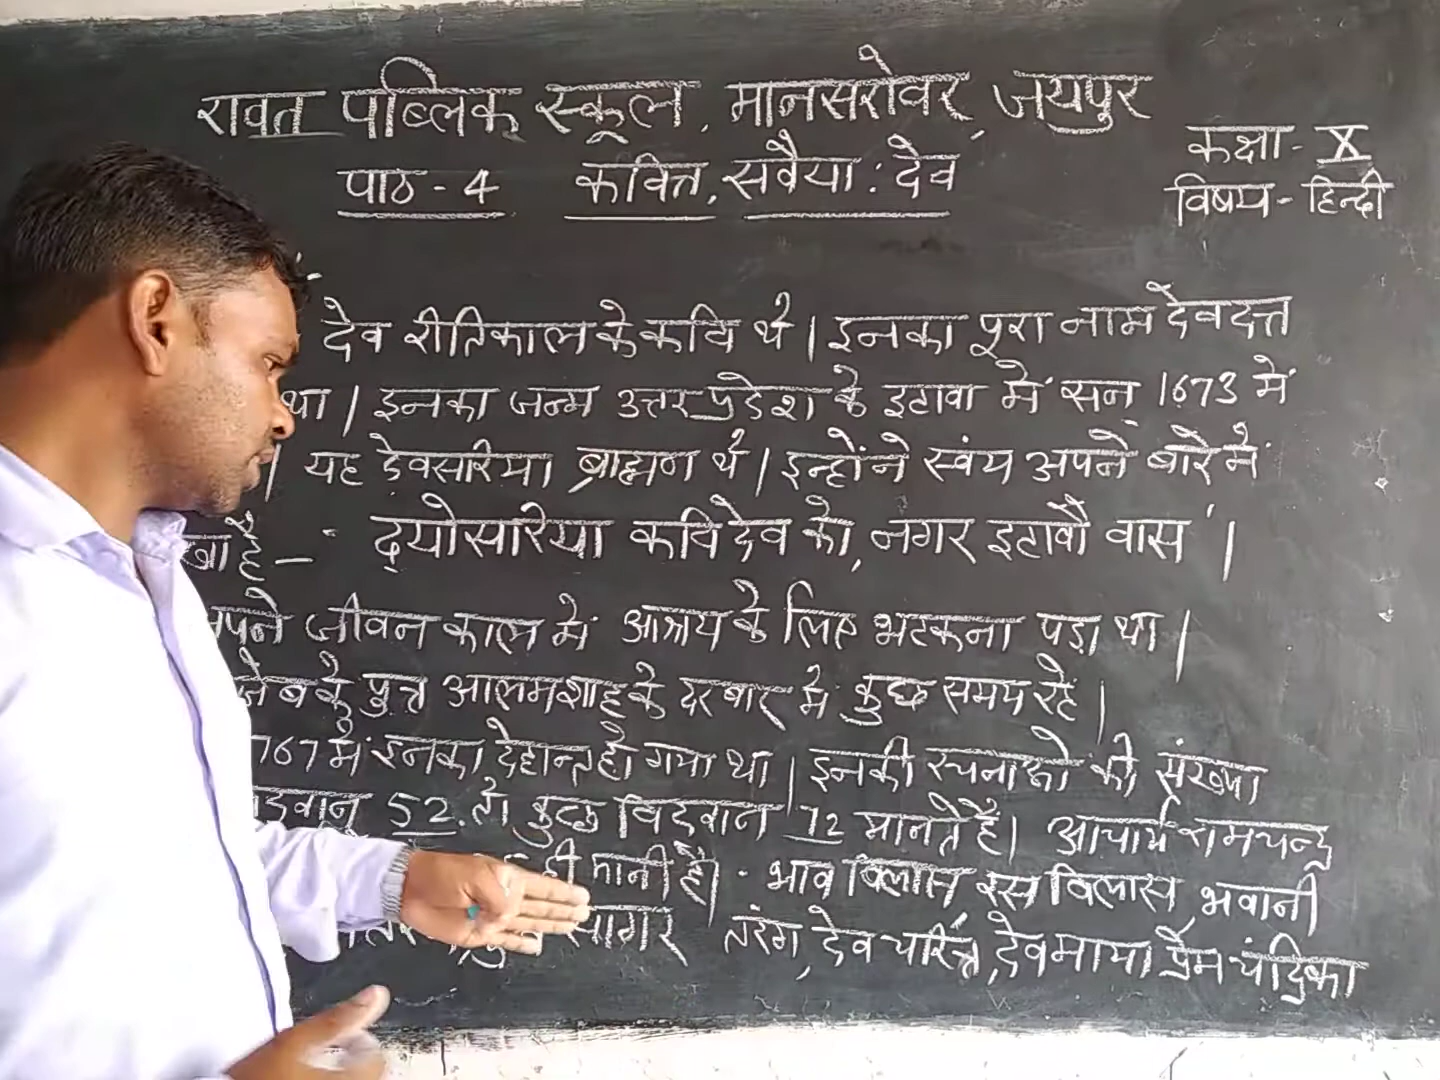 रावत पब्लिक स्कूल, मानसरोवर, जयपुर
कक्षा - X
पाठ - 4 कवित्त, सवैया : देव
विषय - हिन्दी
देव रीतिकाल के कवि थे। इनका पूरा नाम देवदत्त
था। इनका जन्म उत्तर प्रदेश के इटावा में सन् 1673 में
। यह देवसरिया ब्राह्मण थे। इन्होंने स्वंय अपने बारे में
है – ' द्योसरिया कवि देव को, नगर इटावौ वास '।
जीवन काल में आश्रय के लिए भटकना पड़ा था।
के पुत्र आलमशाह के दरबार में कुछ समय रहे।
767 में इनका देहान्त हो गया था। इनकी रचनाओं की संख्या
52. तो कुछ विद्वान 72 मानते हैं। आचार्य रामचन्द्र
मानी है। - भाव विलास, रस विलास, भवानी
सागर तरंग, देव चरित्र, देवमाया प्रेम चंद्रिका